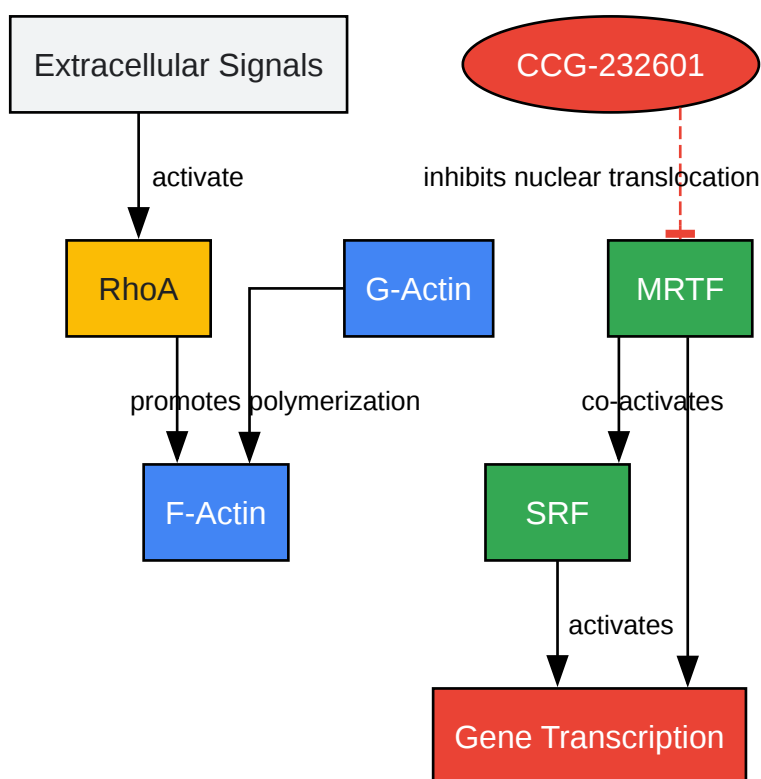 Extracellular Signals
CCG-232601
activate
inhibits nuclear translocation
RhoA
G-Actin
MRTF
promotes polymerization
co-activates
F-Actin
SRF
activates
Gene Transcription